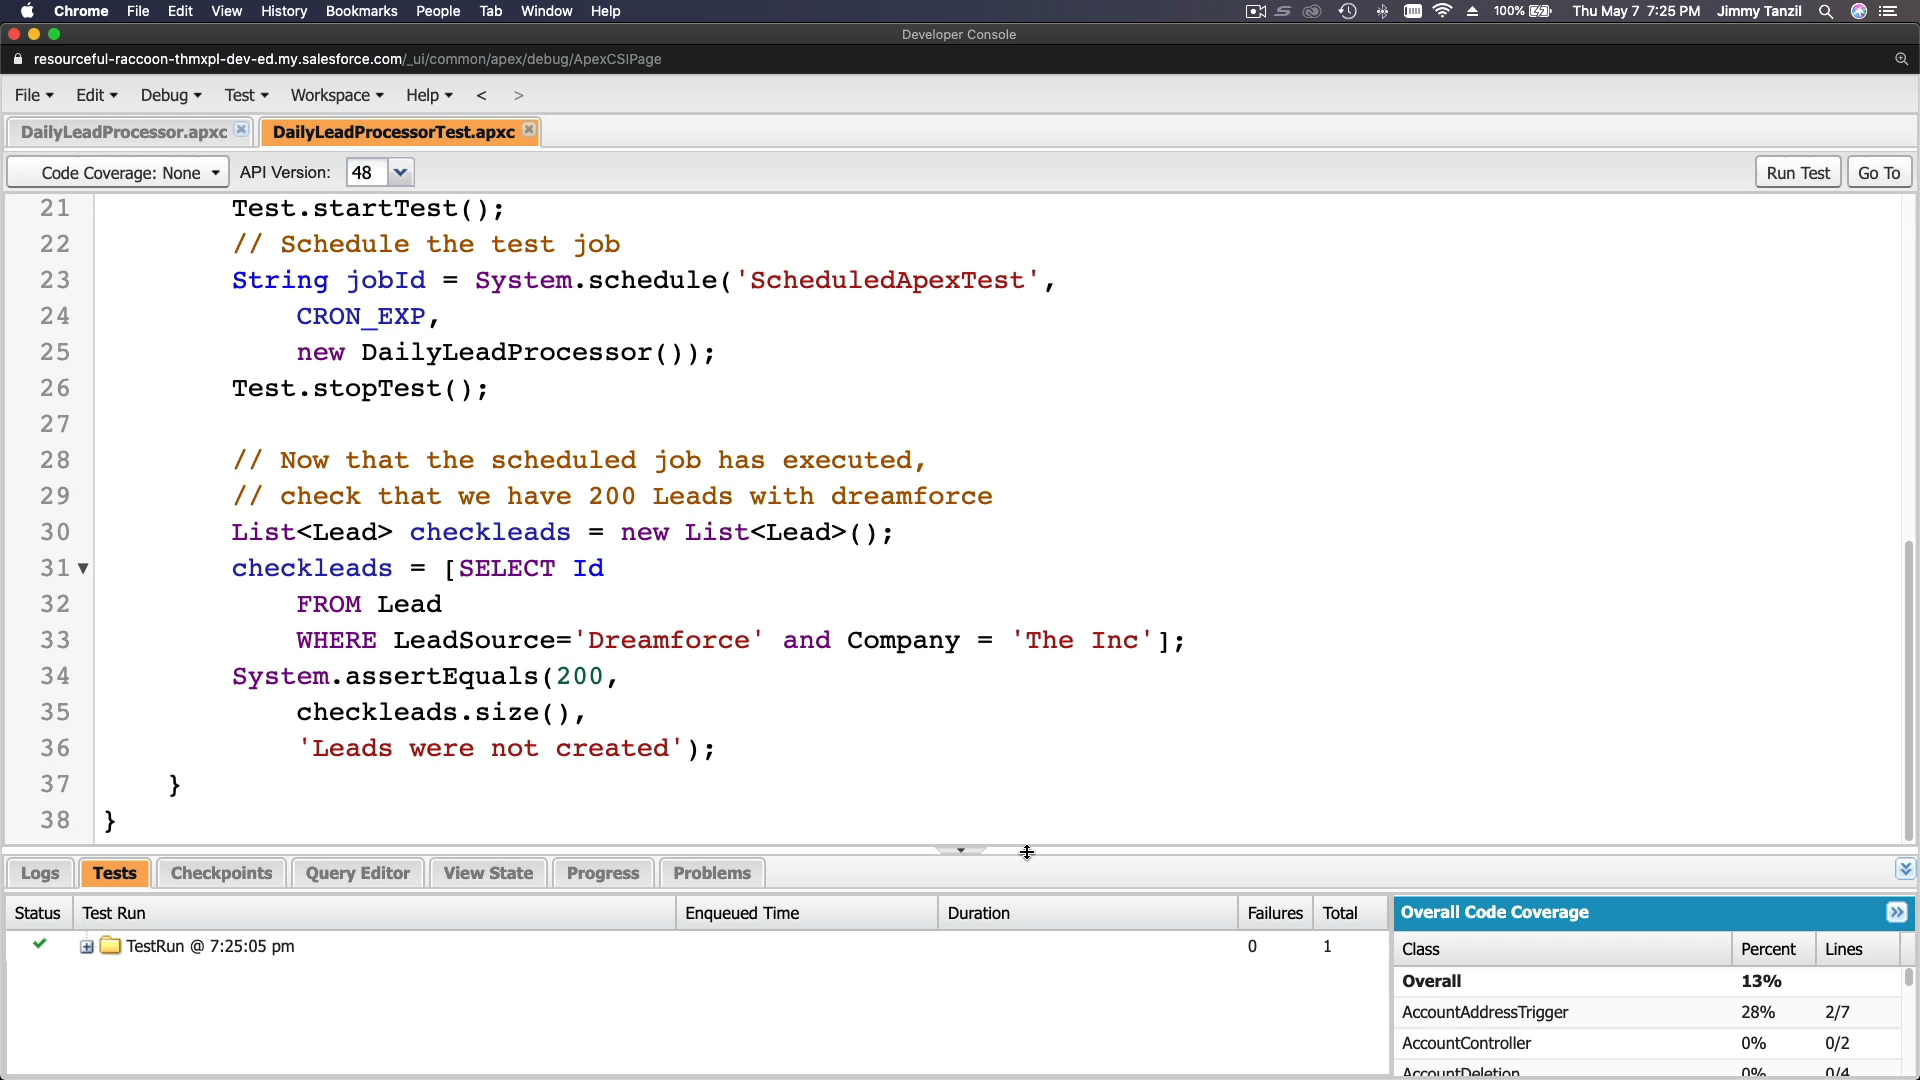 Chrome File Edit View History Bookmarks People Tab Window Help 100% Thu May 7 7:25 PM Jimmy Tanzil
Developer Console
resourceful-raccoon-thmxpl-dev-ed.my.salesforce.com/_ui/common/apex/debug/ApexCSIPage
File Edit Debug Test Workspace Help < >
DailyLeadProcessor.apxc DailyLeadProcessorTest.apxc
Code Coverage: None API Version: 48 Run Test Go To
21 Test.startTest();
22 // Schedule the test job
23 String jobId = System.schedule('ScheduledApexTest',
24 CRON_EXP,
25 new DailyLeadProcessor());
26 Test.stopTest();
27
28 // Now that the scheduled job has executed,
29 // check that we have 200 Leads with dreamforce
30 List<Lead> checkleads = new List<Lead>();
31 checkleads = [SELECT Id
32 FROM Lead
33 WHERE LeadSource='Dreamforce' and Company = 'The Inc'];
34 System.assertEquals(200,
35 checkleads.size(),
36 'Leads were not created');
37 }
38 }
Logs Tests Checkpoints Query Editor View State Progress Problems
Status Test Run Enqueued Time Duration Failures Total
TestRun @ 7:25:05 pm 0 1
Overall Code Coverage
Class Percent Lines
Overall 13%
AccountAddressTrigger 28% 2/7
AccountController 0% 0/2
AccountDeletion 0% 0/4